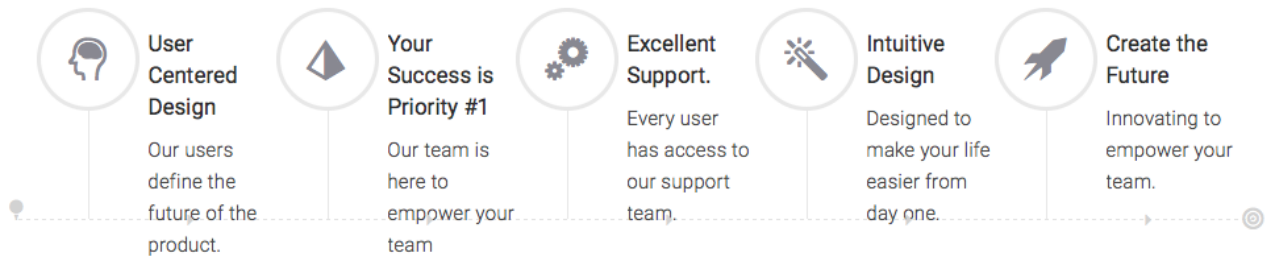 User
Centered
Design
Our users
define the
future of the
product.
Your
Success is
Priority #1
Our team is
here to
empower your
team
Excellent
Support.
Every user
has access to
our support
team.
Intuitive
Design
Designed to
make your life
easier from
day one.
Create the
Future
Innovating to
empower your
team.